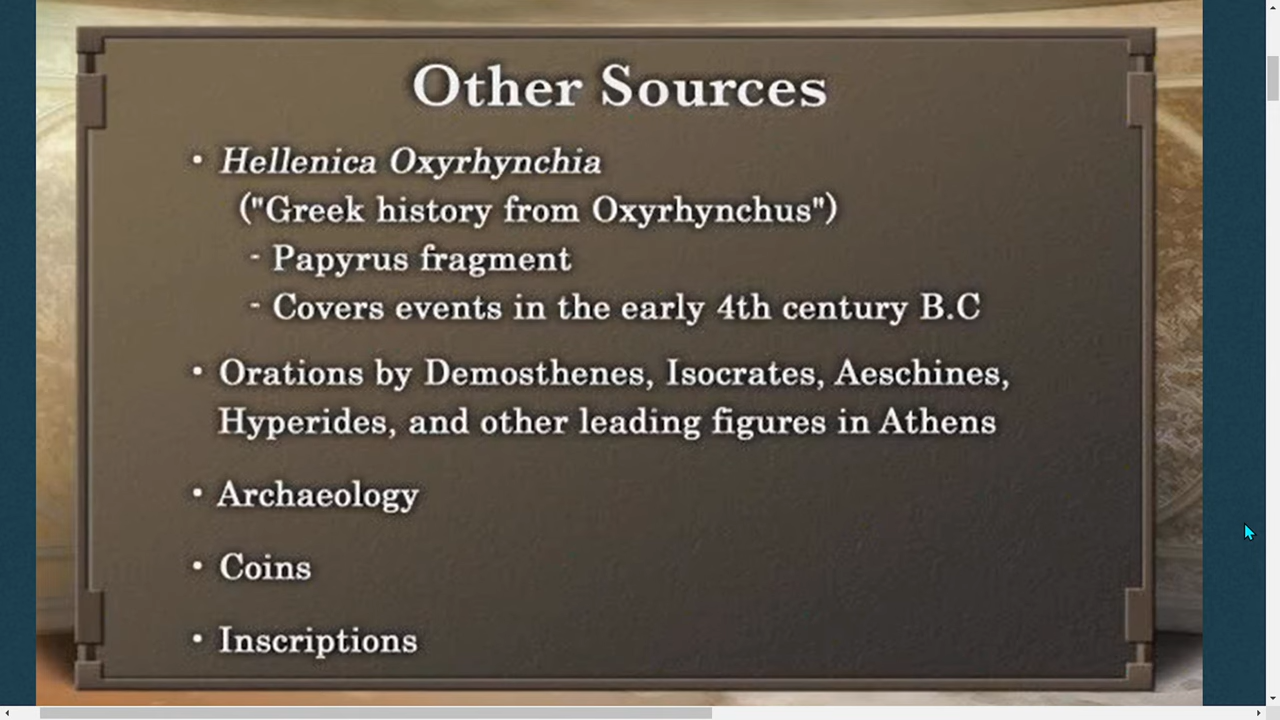 Other Sources
• Hellenica Oxyrhynchia
("Greek history from Oxyrhynchus")
- Papyrus fragment
- Covers events in the early 4th century B.C
• Orations by Demosthenes, Isocrates, Aeschines,
Hyperides, and other leading figures in Athens
• Archaeology
• Coins
• Inscriptions